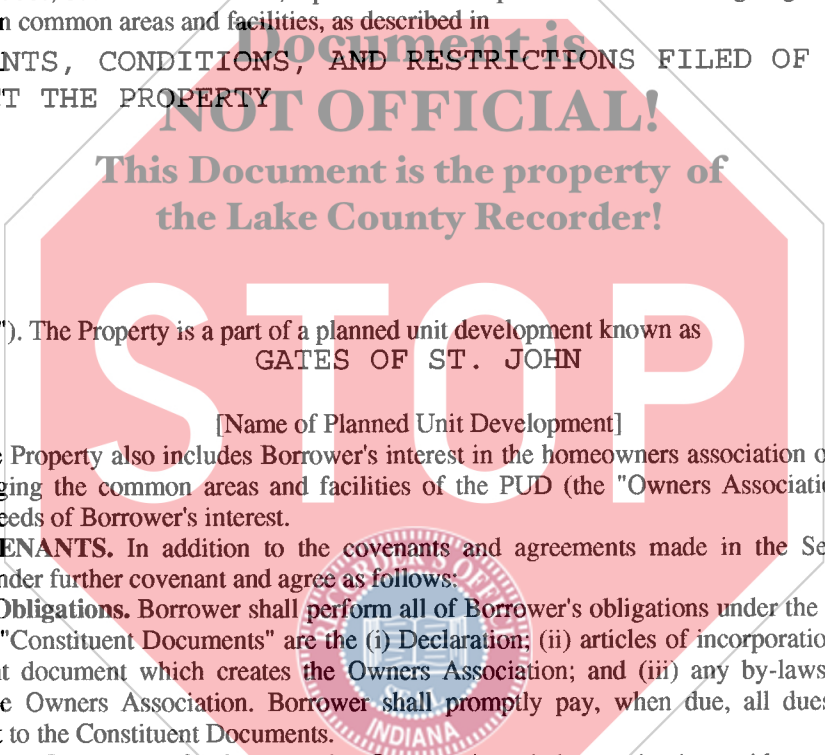 n common areas and facilities, as described in
Document is
NTS, CONDITIONS, AND RESTRICTIONS FILED OF
T THE PROPERTY
NOT OFFICIAL!
This Document is the property of
the Lake County Recorder!
STOP
"). The Property is a part of a planned unit development known as
GATES OF ST. JOHN
[Name of Planned Unit Development]
e Property also includes Borrower's interest in the homeowners association o
ging the common areas and facilities of the PUD (the "Owners Associati
eeds of Borrower's interest.
ENANTS. In addition to the covenants and agreements made in the Se
nder further covenant and agree as follows:
Obligations. Borrower shall perform all of Borrower's obligations under the
"Constituent Documents" are the (i) Declaration; (ii) articles of incorporatio
t document which creates the Owners Association; and (iii) any by-laws
e Owners Association. Borrower shall promptly pay, when due, all dues
t to the Constituent Documents.
RECORDER'S OFFICE
SEAL
INDIANA